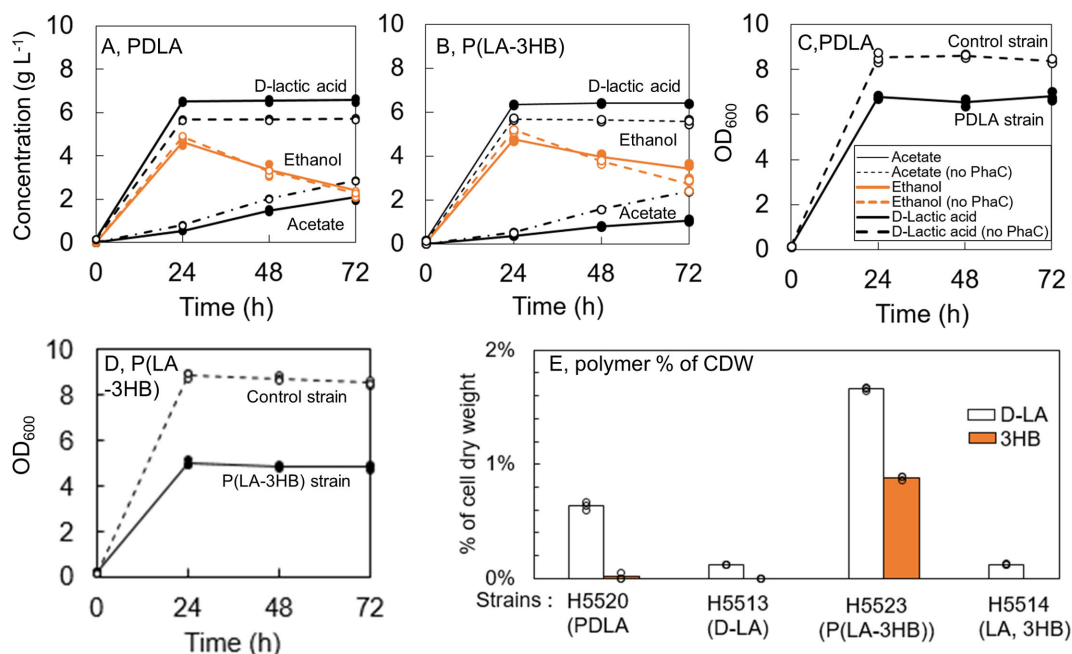 A, PDLA
Concentration (g L⁻¹)
10
8
6
4
2
0
D-lactic acid
Ethanol
Acetate
0 24 48 72
Time (h)
B, P(LA-3HB)
10
8
6
4
2
0
D-lactic acid
Ethanol
Acetate
0 24 48 72
Time (h)
C,PDLA
OD₆₀₀
10
8
6
4
2
0
Control strain
PDLA strain
Acetate
Acetate (no PhaC)
Ethanol
Ethanol (no PhaC)
D-Lactic acid
D-Lactic acid (no PhaC)
0 24 48 72
Time (h)
D, P(LA
-3HB)
OD₆₀₀
10
8
6
4
2
0
Control strain
P(LA-3HB) strain
0 24 48 72
Time (h)
E, polymer % of CDW
% of cell dry weight
2%
1%
0%
D-LA
3HB
Strains : H5520 H5513 H5523 H5514
(PDLA (D-LA) (P(LA-3HB)) (LA, 3HB)